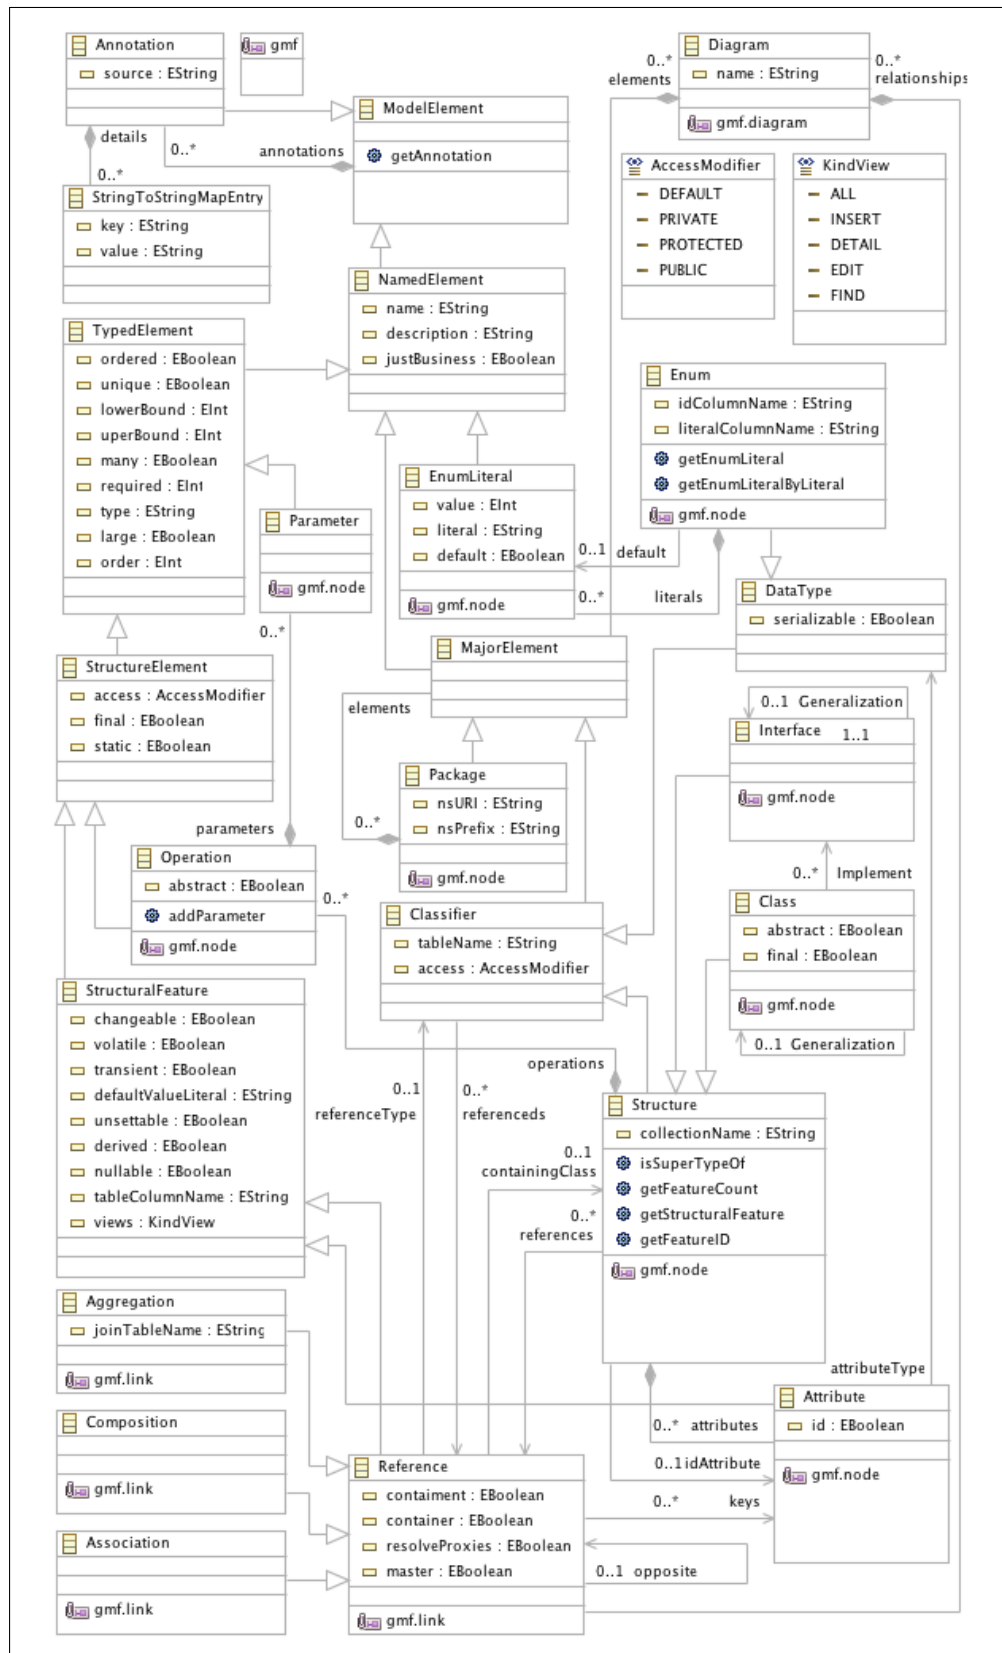 Annotation
source : EString
gmf
0..*
elements
Diagram
name : EString
gmf.diagram
0..*
relationships
details
0..*
0..*
annotations
ModelElement
getAnnotation
StringToStringMapEntry
key : EString
value : EString
AccessModifier
DEFAULT
PRIVATE
PROTECTED
PUBLIC
KindView
ALL
INSERT
DETAIL
EDIT
FIND
NamedElement
name : EString
description : EString
justBusiness : EBoolean
TypedElement
ordered : EBoolean
unique : EBoolean
lowerBound : EInt
uperBound : EInt
many : EBoolean
required : EInt
type : EString
large : EBoolean
order : EInt
Enum
idColumnName : EString
literalColumnName : EString
getEnumLiteral
getEnumLiteralByLiteral
gmf.node
Parameter
gmf.node
0..*
EnumLiteral
value : EInt
literal : EString
default : EBoolean
gmf.node
0..1 default
0..* literals
DataType
serializable : EBoolean
MajorElement
elements
0..*
StructureElement
access : AccessModifier
final : EBoolean
static : EBoolean
0..1 Generalization
Interface
1..1
gmf.node
Package
nsURI : EString
nsPrefix : EString
gmf.node
parameters
Operation
abstract : EBoolean
addParameter
gmf.node
0..*
0..* Implement
Class
abstract : EBoolean
final : EBoolean
gmf.node
0..1 Generalization
Classifier
tableName : EString
access : AccessModifier
StructuralFeature
changeable : EBoolean
volatile : EBoolean
transient : EBoolean
defaultValueLiteral : EString
unsettable : EBoolean
derived : EBoolean
nullable : EBoolean
tableColumnName : EString
views : KindView
operations
0..1
referenceType
0..*
referenceds
Structure
collectionName : EString
isSuperTypeOf
getFeatureCount
getStructuralFeature
getFeatureID
gmf.node
0..1
containingClass
0..*
references
Aggregation
joinTableName : EString
gmf.link
attributeType
Attribute
id : EBoolean
gmf.node
Composition
gmf.link
0..* attributes
0..1idAttribute
0..* keys
Reference
contaiment : EBoolean
container : EBoolean
resolveProxies : EBoolean
master : EBoolean
gmf.link
0..1 opposite
Association
gmf.link